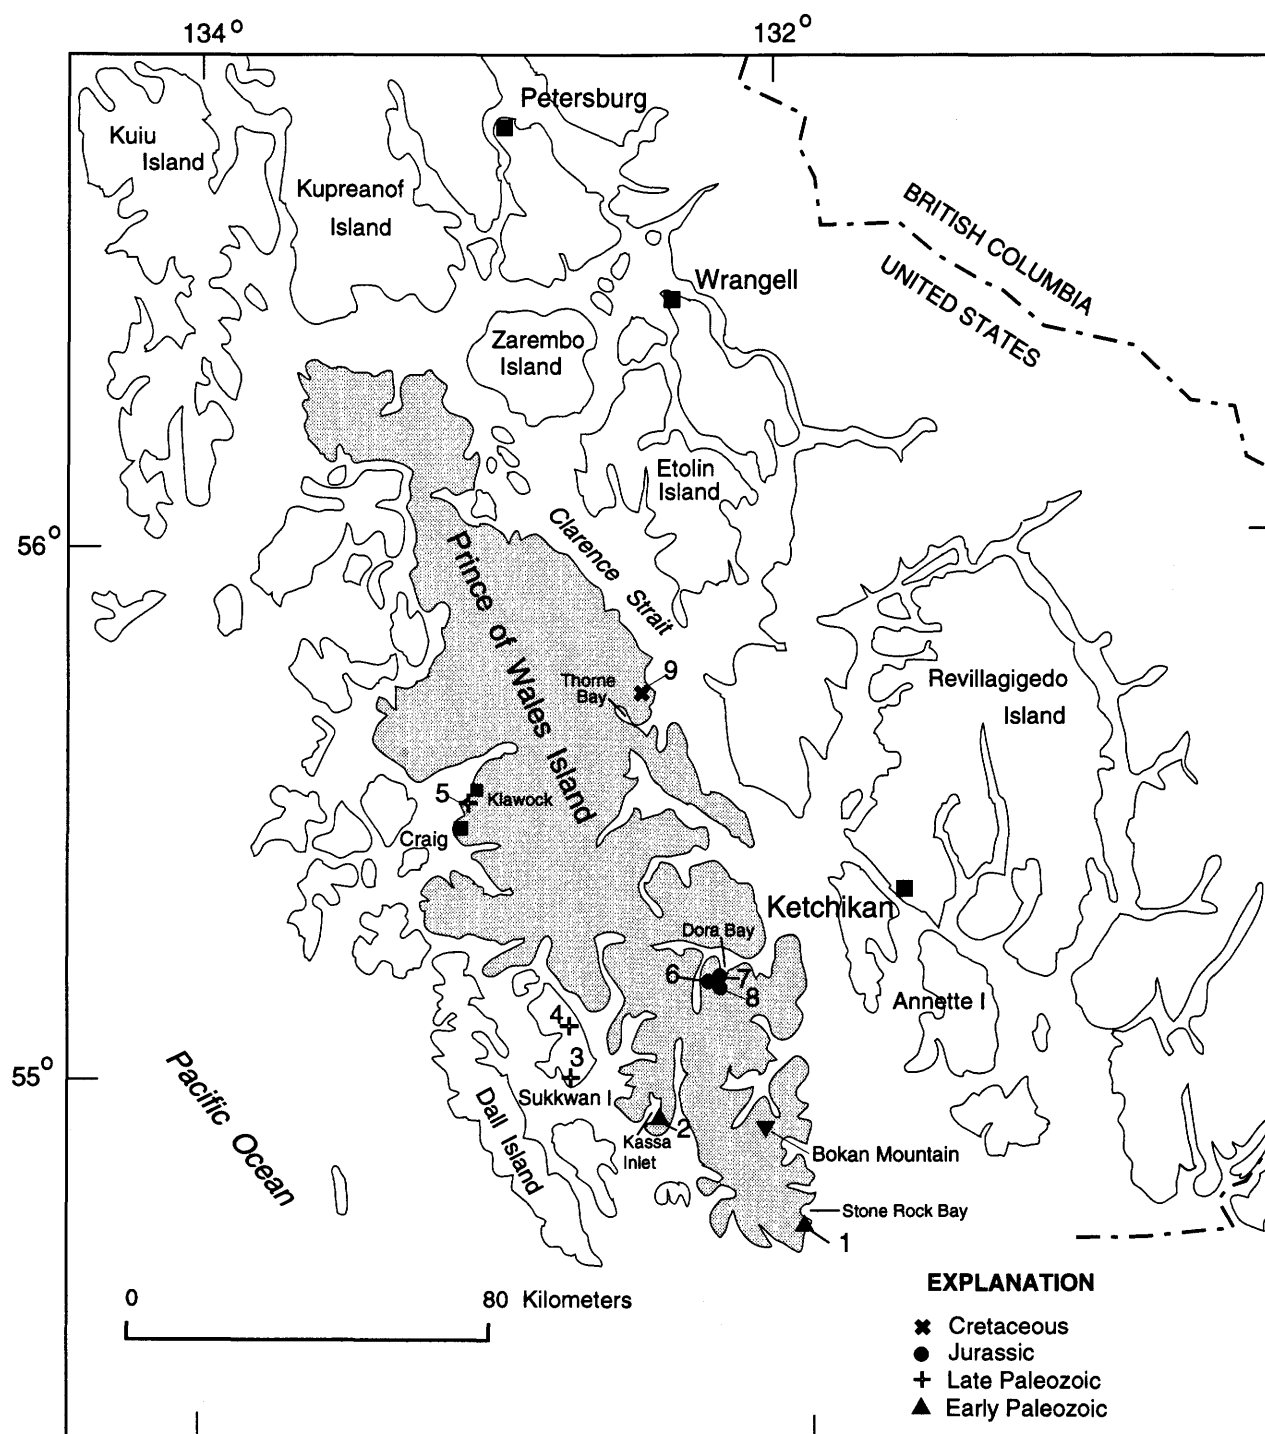 134°
132°
Petersburg
Kuiu
Island
Kupreanof
Island
BRITISH COLUMBIA
UNITED STATES
Wrangell
Zarembo
Island
Etolin
Island
Clarence Strait
56°
Prince of Wales Island
9
Thorne
Bay
Revillagigedo
Island
5
Klawock
Craig
Ketchikan
Dora Bay
6
7
8
Annette I
4
3
55°
Sukkwan I
Pacific Ocean
Dall Island
2
Kassa
Inlet
Bokan Mountain
Stone Rock Bay
1
EXPLANATION
0
80 Kilometers
Cretaceous
Jurassic
Late Paleozoic
Early Paleozoic